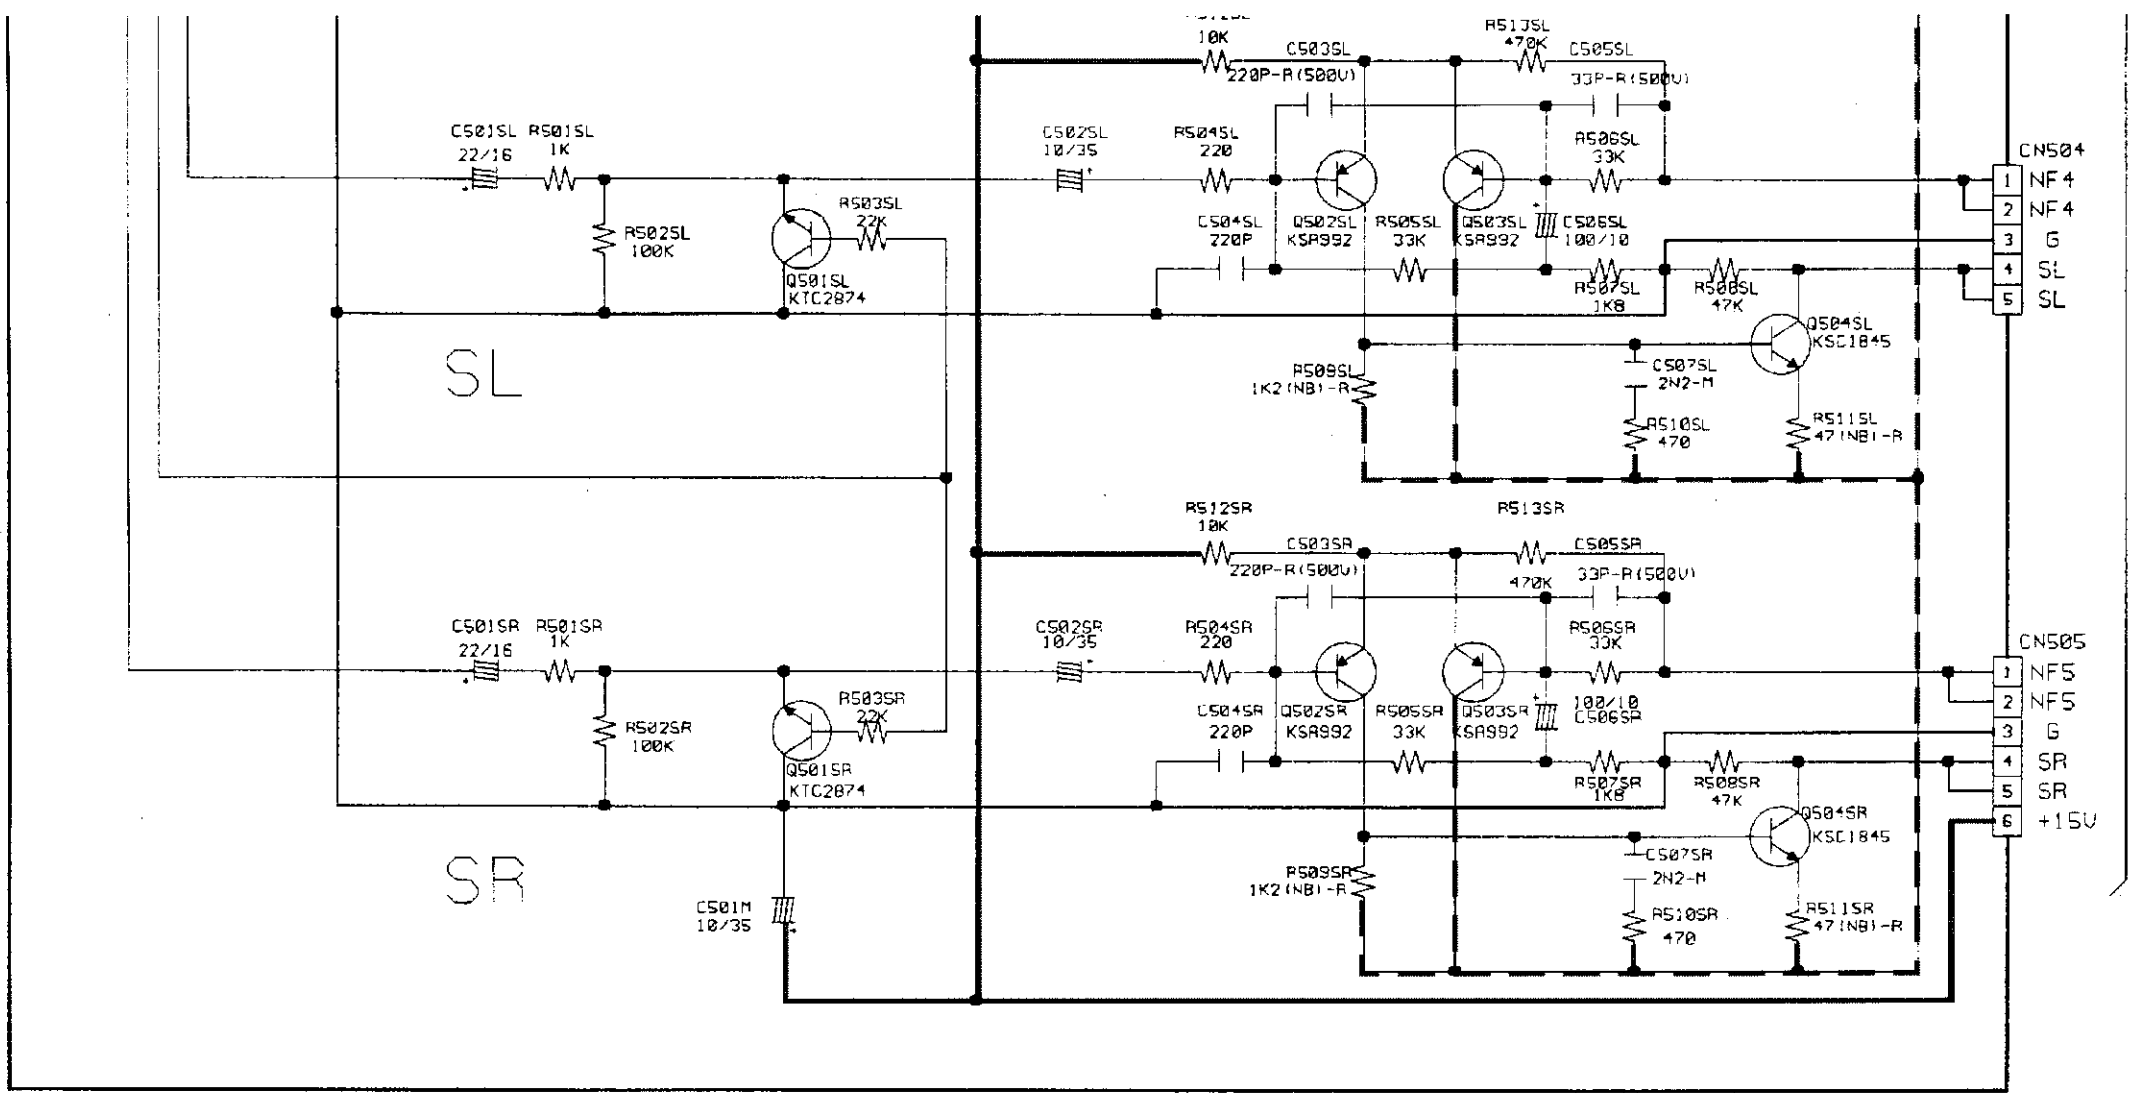 10K
R513SL
470K
C503SL
220P-R(500V)
C505SL
33P-R(500V)
C501SL R501SL
22/16 1K
C502SL
10/35
R504SL
220
R506SL
33K
CN504
1 NF4
2 NF4
3 G
4 SL
5 SL
R503SL
22K
R502SL
100K
Q501SL
KTC2874
C504SL
220P
Q502SL
KSA992
R505SL
33K
Q503SL
KSA992
C506SL
100/10
R507SL
1K8
R508SL
47K
Q504SL
KSC1845
SL
R509SL
1K2(NB)-R
C507SL
2N2-M
R510SL
470
R511SL
47(NB)-R
R512SR
10K
R513SR
470K
C503SR
220P-R(500V)
C505SR
33P-R(500V)
C501SR R501SR
22/16 1K
C502SR
10/35
R504SR
220
R506SR
33K
CN505
1 NF5
2 NF5
3 G
4 SR
5 SR
6 +15V
R503SR
22K
R502SR
100K
Q501SR
KTC2874
C504SR
220P
Q502SR
KSA992
R505SR
33K
Q503SR
KSA992
100/10
C506SR
R507SR
1K8
R508SR
47K
Q504SR
KSC1845
SR
R509SR
1K2(NB)-R
C507SR
2N2-M
R510SR
470
R511SR
47(NB)-R
C501M
10/35